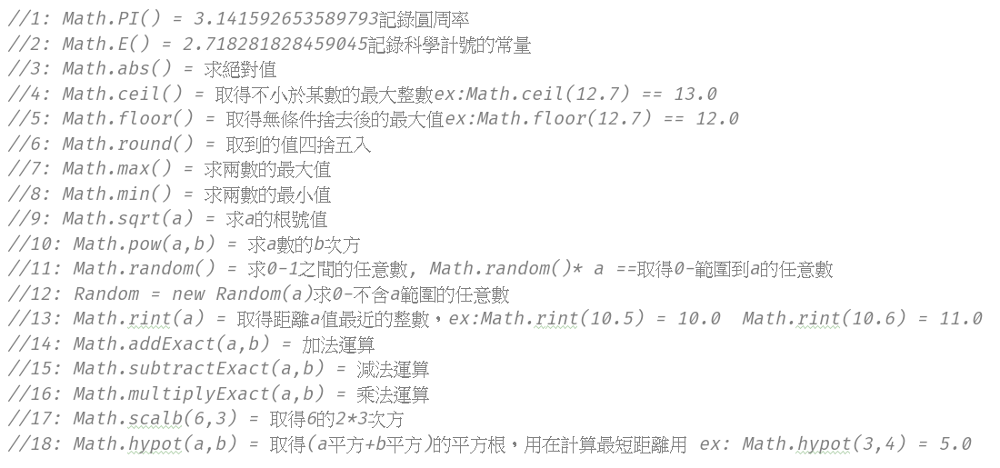 //1: Math.PI() = 3.141592653589793記錄圓周率
//2: Math.E() = 2.718281828459045記錄科學計號的常量
//3: Math.abs() = 求絕對值
//4: Math.ceil() = 取得不小於某數的最大整數ex:Math.ceil(12.7) == 13.0
//5: Math.floor() = 取得無條件捨去後的最大值ex:Math.floor(12.7) == 12.0
//6: Math.round() = 取到的值四捨五入
//7: Math.max() = 求兩數的最大值
//8: Math.min() = 求兩數的最小值
//9: Math.sqrt(a) = 求a的根號值
//10: Math.pow(a,b) = 求a數的b次方
//11: Math.random() = 求0-1之間的任意數, Math.random()* a ==取得0-範圍到a的任意數
//12: Random = new Random(a)求0-不含a範圍的任意數
//13: Math.rint(a) = 取得距離a值最近的整數，ex:Math.rint(10.5) = 10.0  Math.rint(10.6) = 11.0
//14: Math.addExact(a,b) = 加法運算
//15: Math.subtractExact(a,b) = 減法運算
//16: Math.multiplyExact(a,b) = 乘法運算
//17: Math.scalb(6,3) = 取得6的2*3次方
//18: Math.hypot(a,b) = 取得(a平方+b平方)的平方根，用在計算最短距離用 ex: Math.hypot(3,4) = 5.0